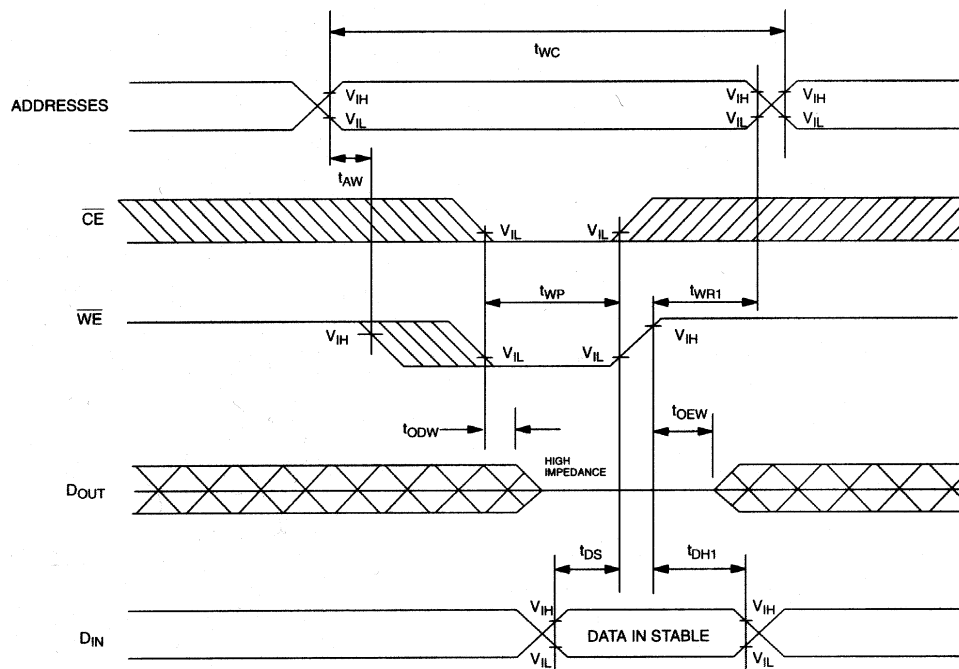 tWC
ADDRESSES
VIH VIH VIH
VIL VIL VIL
tAW
CE
VIL VIL
tWP tWR1
WE
VIH VIH
VIL VIL
tODW tOEW
HIGH
IMPEDANCE
DOUT
tDS tDH1
VIH VIH
DIN DATA IN STABLE
VIL VIL